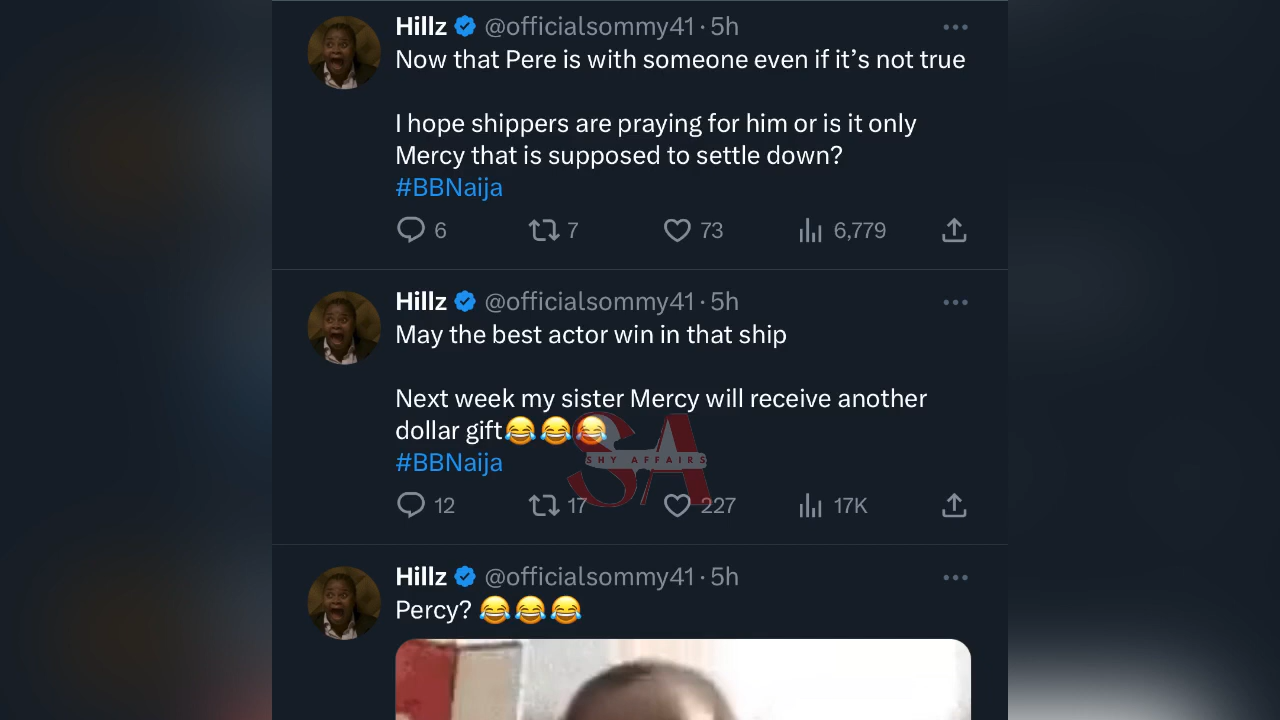 Hillz @officialsommy41 · 5h
Now that Pere is with someone even if it’s not true
I hope shippers are praying for him or is it only
Mercy that is supposed to settle down?
#BBNaija
6 7 73 6,779
Hillz @officialsommy41 · 5h
May the best actor win in that ship
Next week my sister Mercy will receive another
dollar gift😂😂😂
#BBNaija
SA
SHY AFFAIRS
12 17 227 17K
Hillz @officialsommy41 · 5h
Percy? 😂😂😂